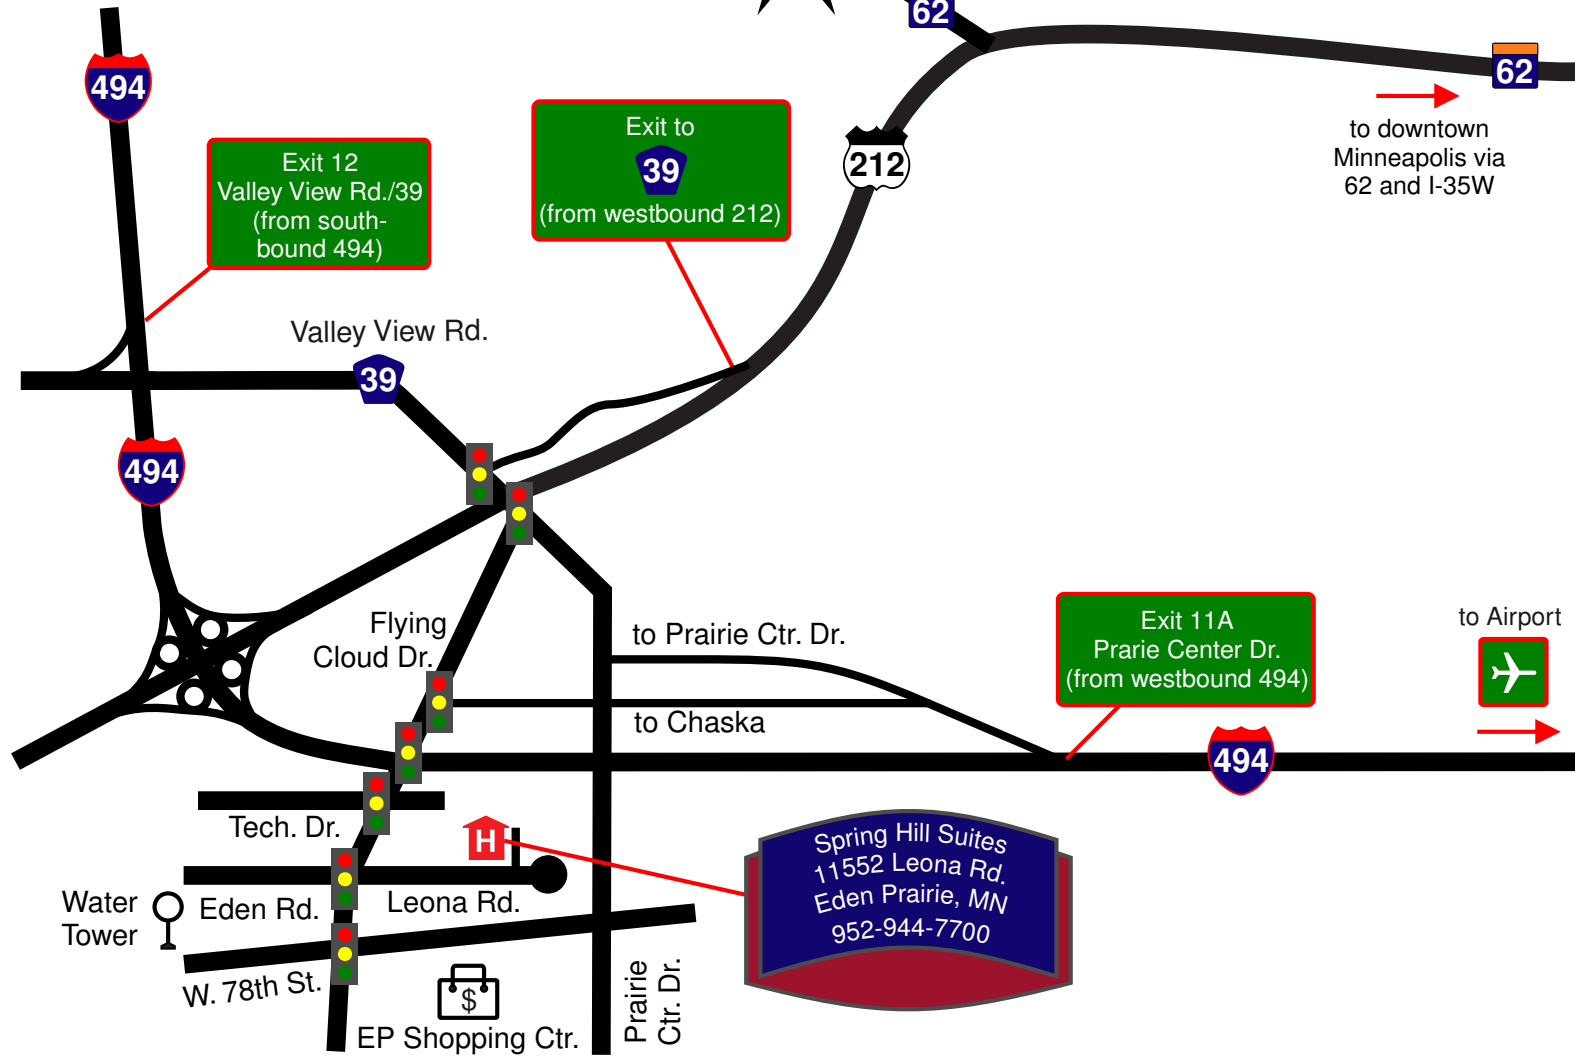 62
494
62
Exit 12
Valley View Rd./39
(from south-
bound 494)
Exit to
39
(from westbound 212)
212
to downtown
Minneapolis via
62 and I-35W
Valley View Rd.
39
494
Flying
Cloud Dr.
to Prairie Ctr. Dr.
to Chaska
Exit 11A
Prarie Center Dr.
(from westbound 494)
to Airport
494
Tech. Dr.
H
Spring Hill Suites
11552 Leona Rd.
Eden Prairie, MN
952-944-7700
Water
Tower
Eden Rd.
Leona Rd.
W. 78th St.
$
EP Shopping Ctr.
Prairie
Ctr. Dr.